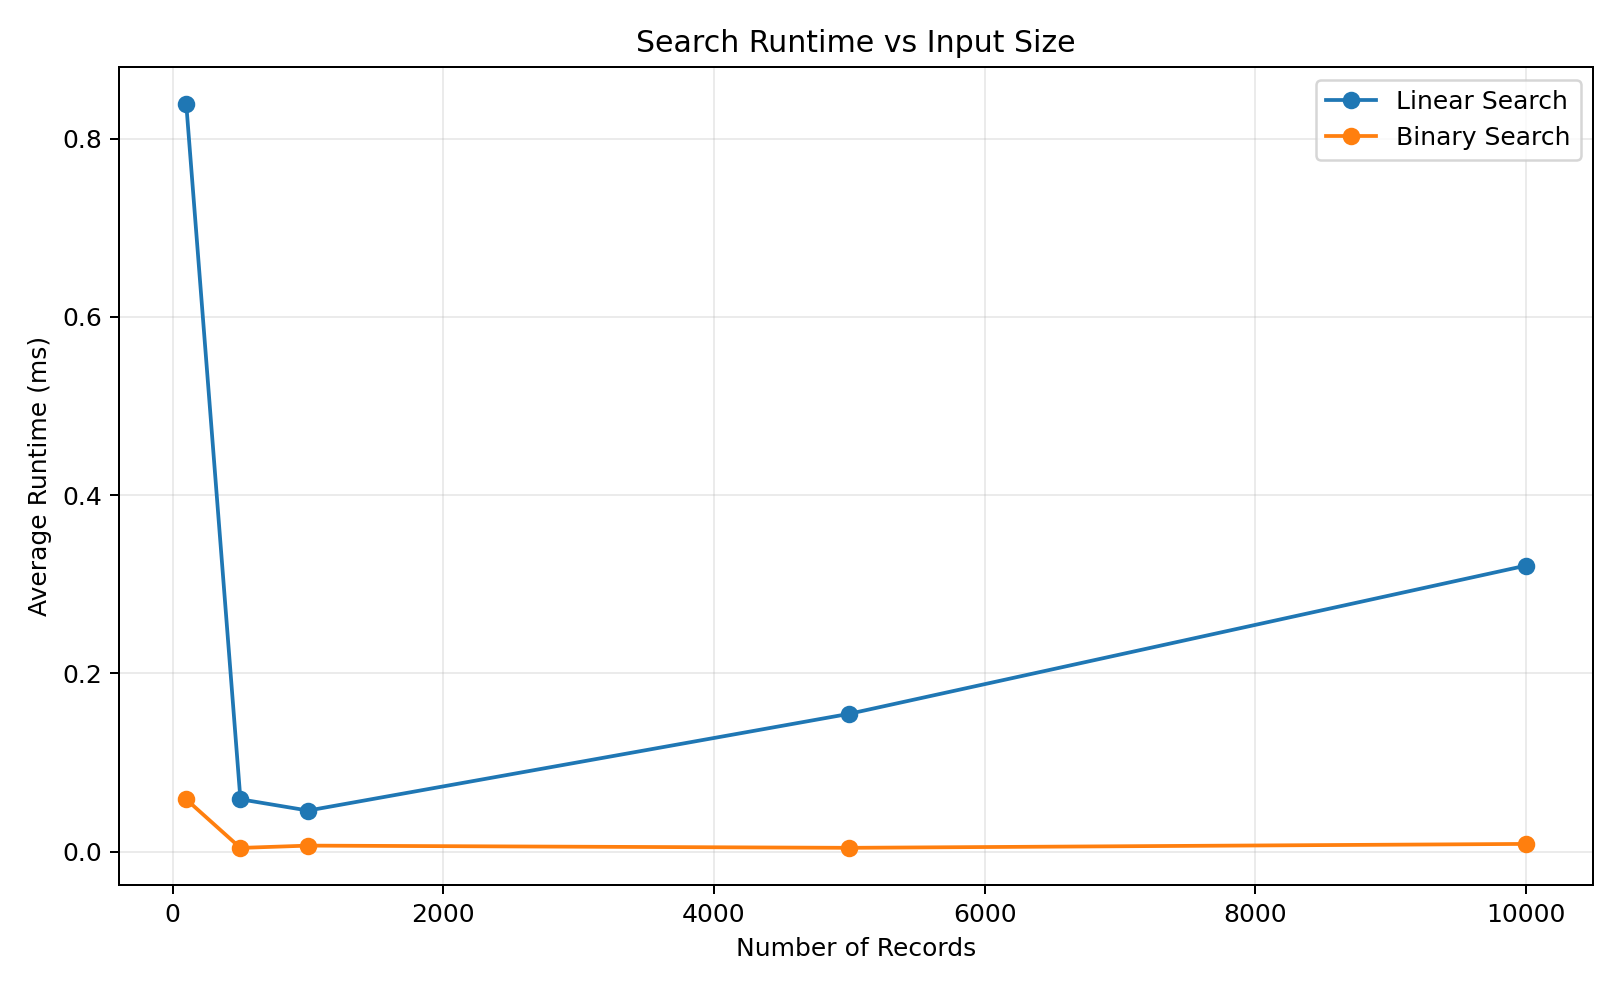 Search Runtime vs Input Size
Linear Search
Binary Search
0.8
0.6
0.4
0.2
0.0
Average Runtime (ms)
0 2000 4000 6000 8000 10000
Number of Records